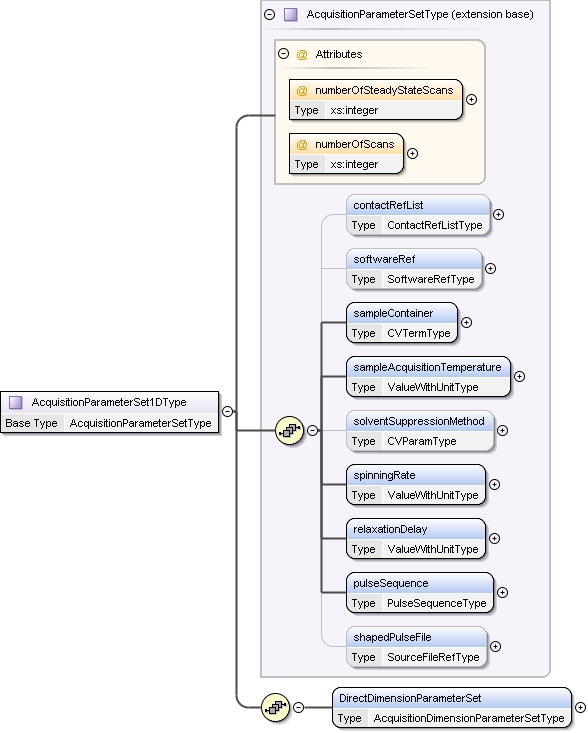 AcquisitionParameterSetType (extension base)
@ Attributes
@ numberOfSteadyStateScans
Type xs:integer
@ numberOfScans
Type xs:integer
contactRefList
Type ContactRefListType
softwareRef
Type SoftwareRefType
sampleContainer
Type CVTermType
sampleAcquisitionTemperature
Type ValueWithUnitType
AcquisitionParameterSet1DType
Base Type AcquisitionParameterSetType
solventSuppressionMethod
Type CVParamType
spinningRate
Type ValueWithUnitType
relaxationDelay
Type ValueWithUnitType
pulseSequence
Type PulseSequenceType
shapedPulseFile
Type SourceFileRefType
DirectDimensionParameterSet
Type AcquisitionDimensionParameterSetType